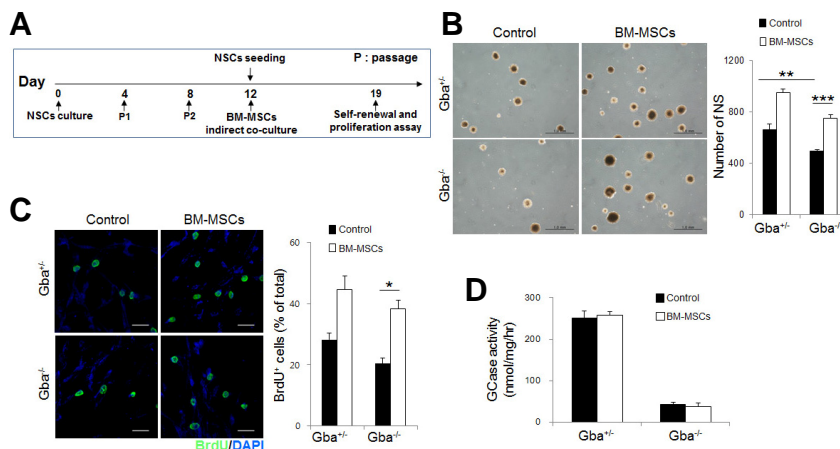 A
NSCs seeding
P : passage
Day
0
4
8
12
19
NSCs culture
P1
P2
BM-MSCs
indirect co-culture
Self-renewal and
proliferation assay
B
Control
BM-MSCs
Gba+/-
Gba-/-
Control
BM-MSCs
Number of NS
1200
900
600
300
0
**
***
Gba+/-
Gba-/-
C
Control
BM-MSCs
Gba+/-
Gba-/-
BrdU/DAPI
Control
BM-MSCs
BrdU+ cells (% of total)
60
40
20
0
*
Gba+/-
Gba-/-
D
Control
BM-MSCs
GCase activity
(nmol/mg/hr)
300
200
100
0
Gba+/-
Gba-/-